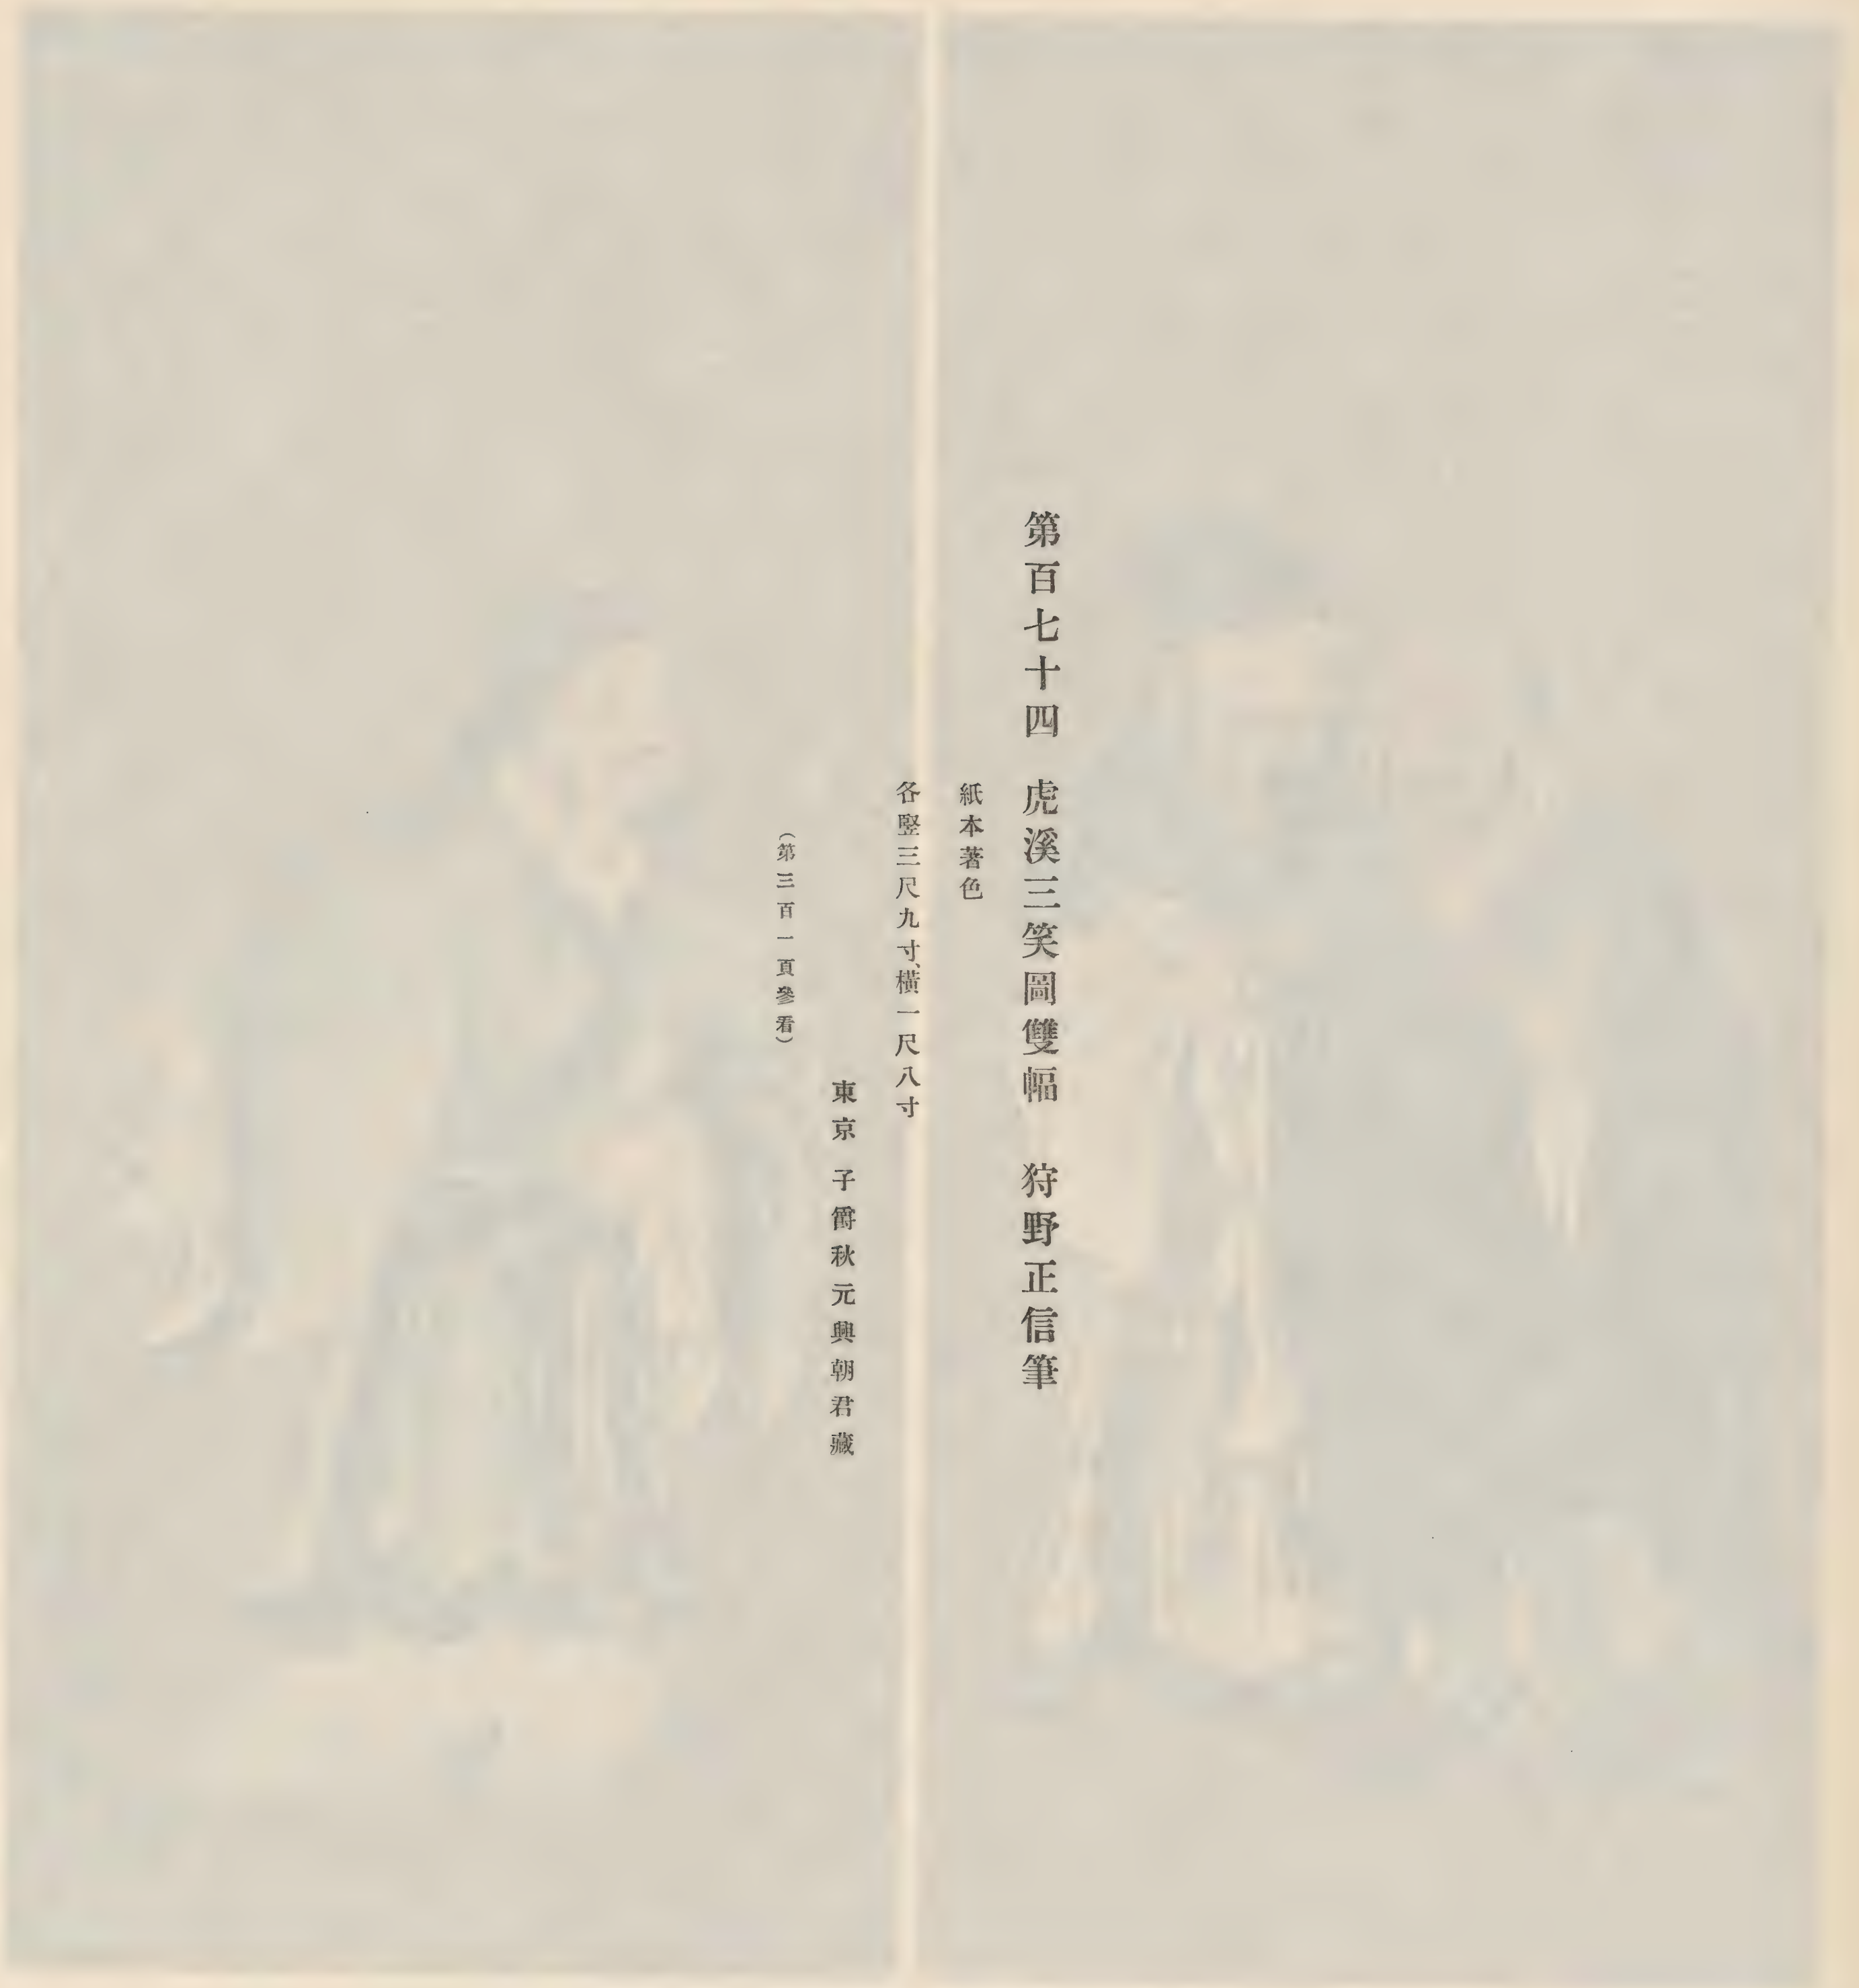 第百七十四 虎溪三笑圖雙幅 狩野正信筆
紙本著色
各竪三尺九寸、橫一尺八寸
東京 子爵秋元興朝君藏
（第三百一頁參看）